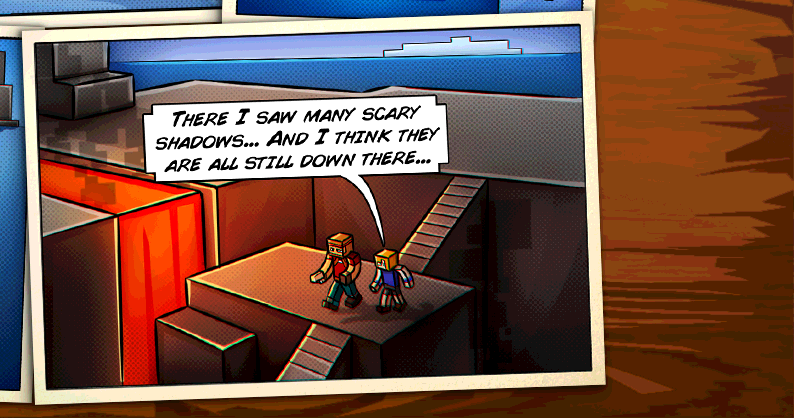 There I saw many scary
shadows... And I think they
are all still down there...